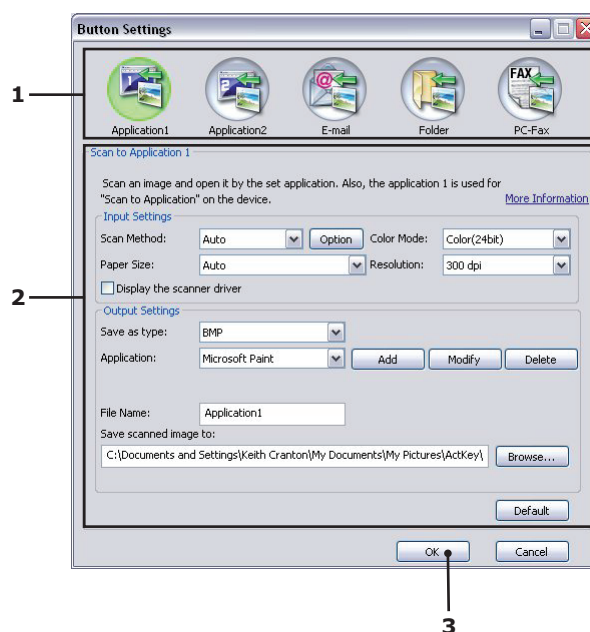 Button Settings
1
FAX
1
2
@
Application1
Application2
E-mail
Folder
PC-Fax
Scan to Application 1
Scan an image and open it by the set application. Also, the application 1 is used for
"Scan to Application" on the device.
More Information
Input Settings
Scan Method:
Auto
Option
Color Mode:
Color(24bit)
Paper Size:
Auto
Resolution:
300 dpi
Display the scanner driver
2
Output Settings
Save as type:
BMP
Application:
Microsoft Paint
Add
Modify
Delete
File Name:
Application1
Save scanned image to:
C:\Documents and Settings\Keith Cranton\My Documents\My Pictures\ActKey\
Browse...
Default
OK
Cancel
3